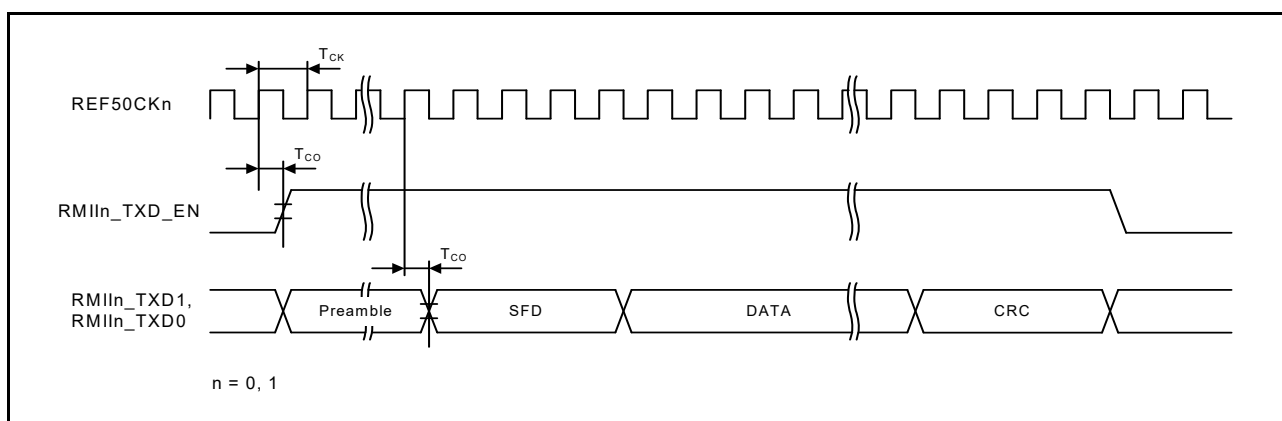 TCK
REF50CKn
TCO
RMIIn_TXD_EN
TCO
RMIIn_TXD1,
RMIIn_TXD0
Preamble SFD DATA CRC
n = 0, 1